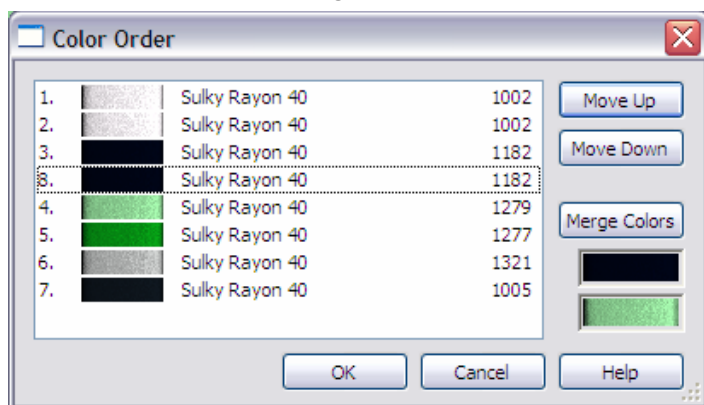 Color Order
1. Sulky Rayon 40 1002
2. Sulky Rayon 40 1002
3. Sulky Rayon 40 1182
8. Sulky Rayon 40 1182
4. Sulky Rayon 40 1279
5. Sulky Rayon 40 1277
6. Sulky Rayon 40 1321
7. Sulky Rayon 40 1005
Move Up
Move Down
Merge Colors
OK Cancel Help